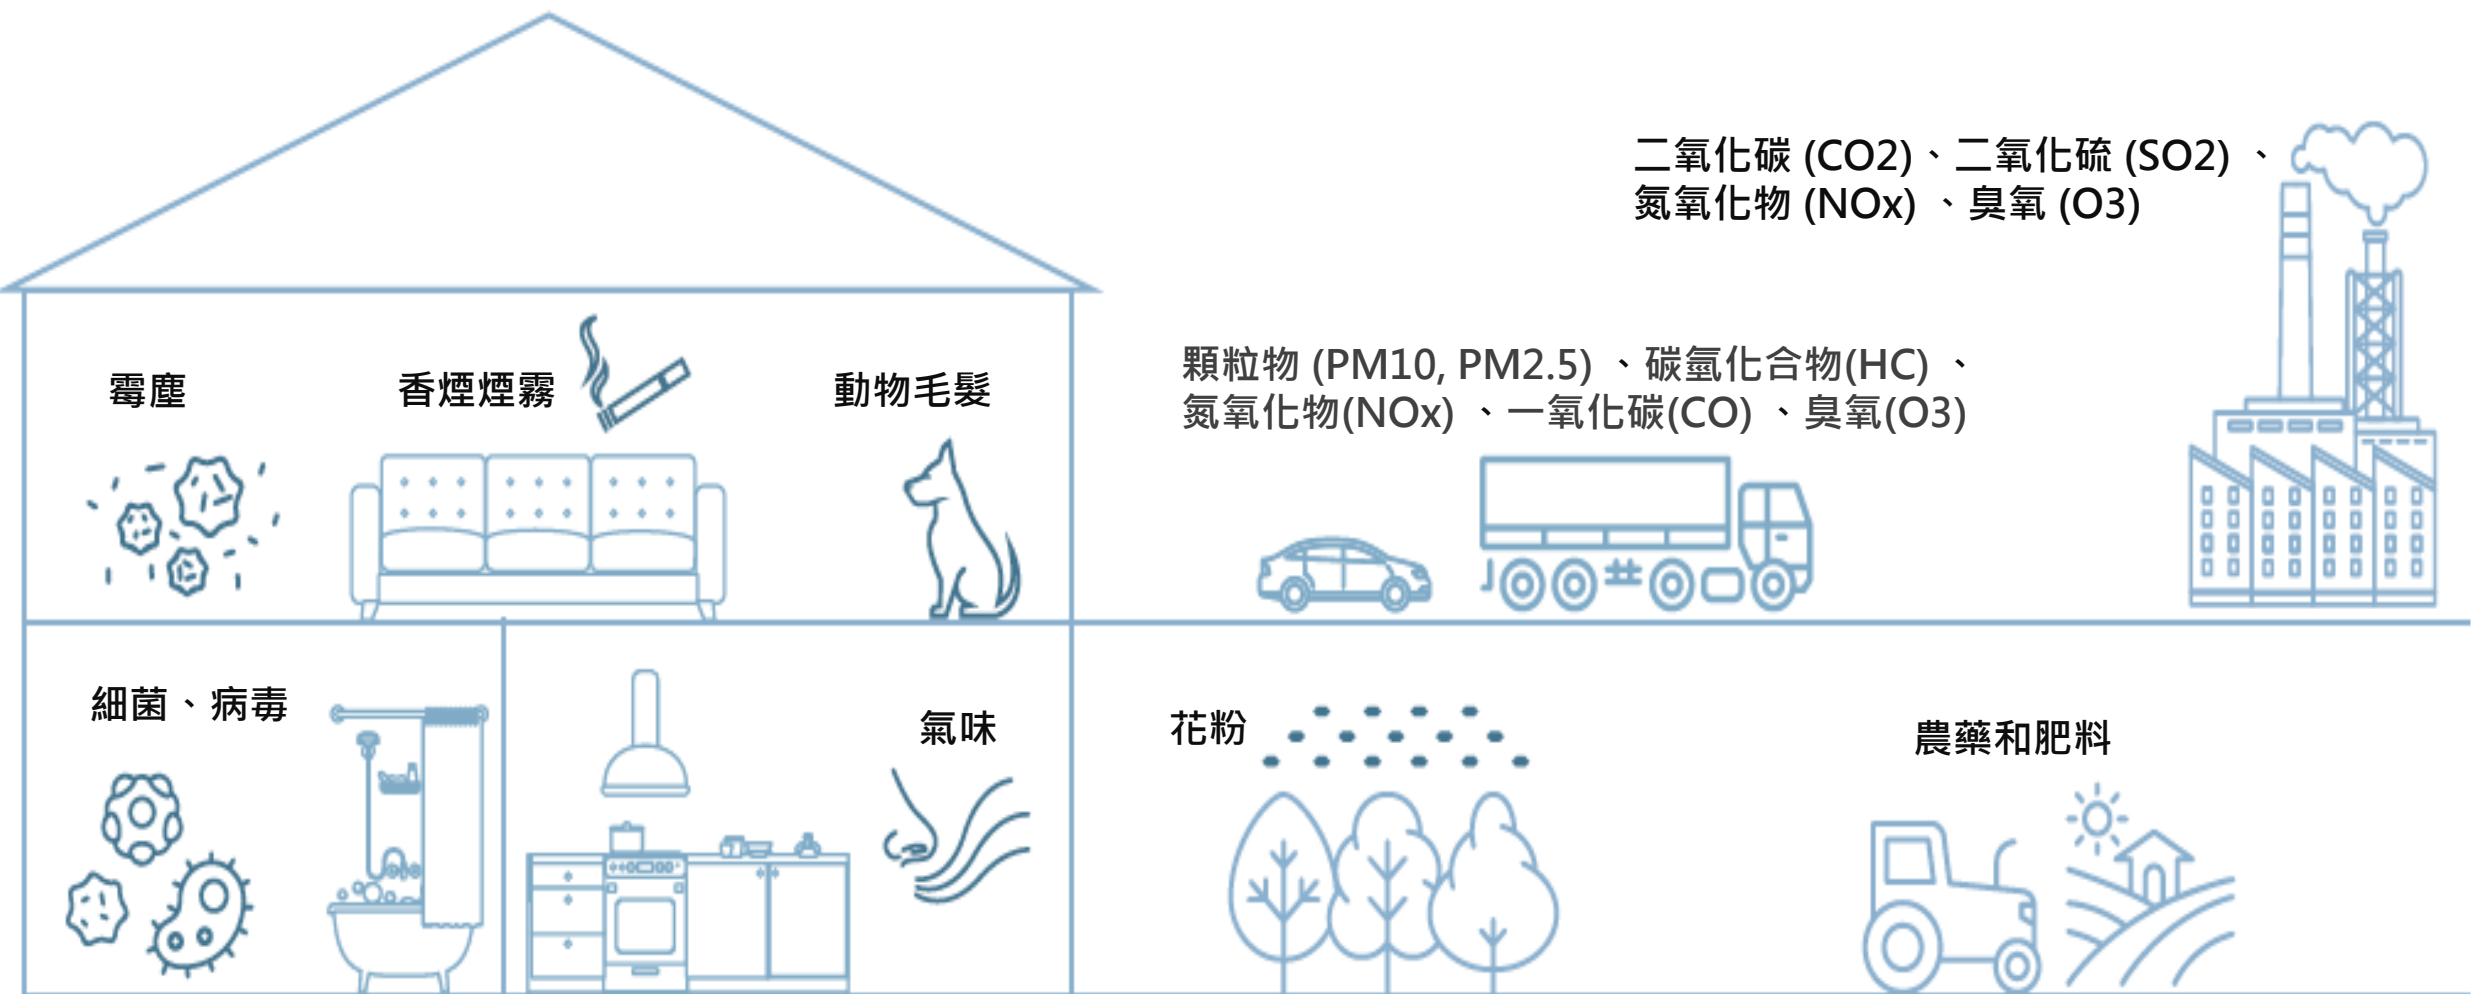 二氧化碳 (CO2)、二氧化硫 (SO2) 、
氮氧化物 (NOx) 、臭氧 (O3)
霉塵
香煙煙霧
動物毛髮
顆粒物 (PM10, PM2.5) 、碳氫化合物(HC) 、
氮氧化物(NOx) 、一氧化碳(CO) 、臭氧(O3)
細菌、病毒
氣味
花粉
農藥和肥料